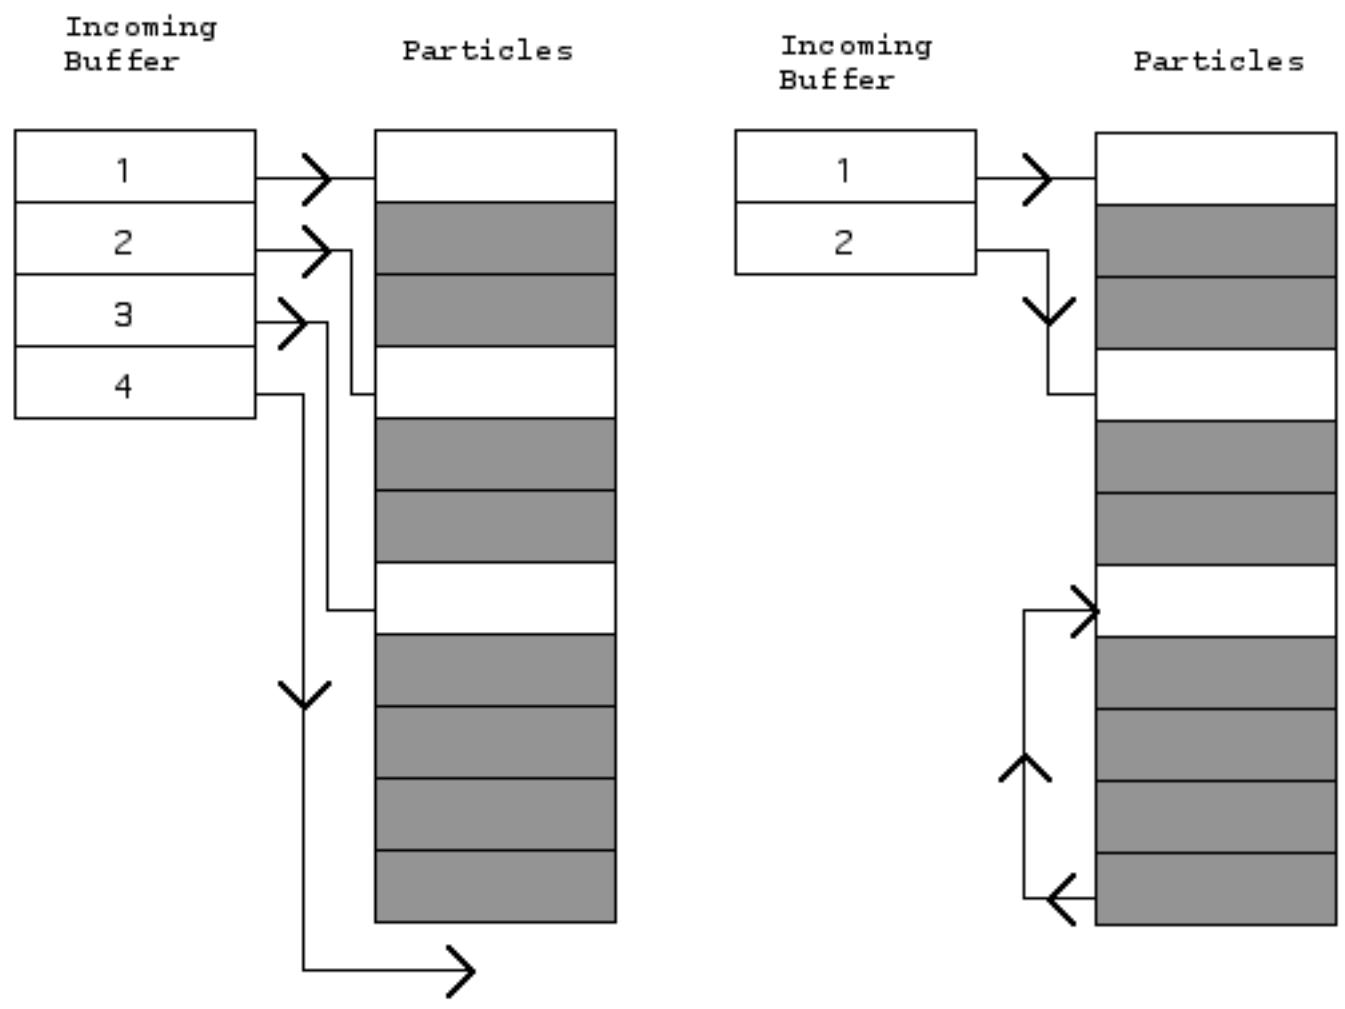 Incoming
Buffer
Particles
1
2
3
4
Incoming
Buffer
Particles
1
2